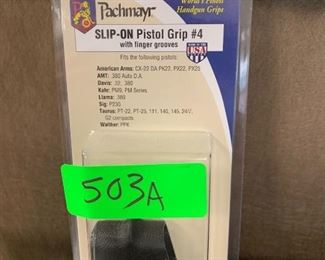 Pachmayr
World's Finest
Handgun Grips
SLIP-ON Pistol Grip #4
with finger grooves
MADE IN THE
USA
Fits the following pistols:
American Arms: CX-22 DA PK22, PX22, PX25
AMT: .380 Auto D.A.
Davis: .32, .380
Kahr: PM9, PM Series
Llama: .380
Sig: P230
Taurus: PT-22, PT-25, 111, 140, 145,
G2 compacts
Walther: PPK
503A